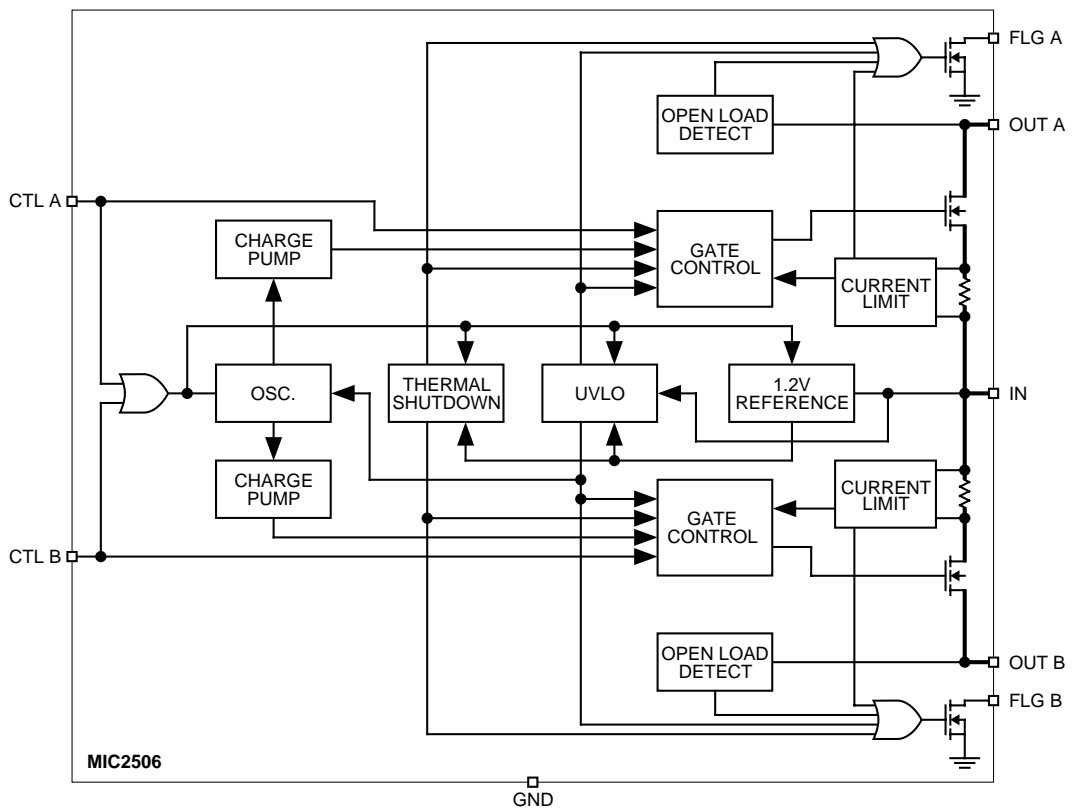 FLG A
OPEN LOAD
DETECT
OUT A
CTL A
CHARGE
PUMP
GATE
CONTROL
CURRENT
LIMIT
OSC.
THERMAL
SHUTDOWN
UVLO
1.2V
REFERENCE
IN
CHARGE
PUMP
GATE
CONTROL
CURRENT
LIMIT
CTL B
OPEN LOAD
DETECT
OUT B
FLG B
MIC2506
GND